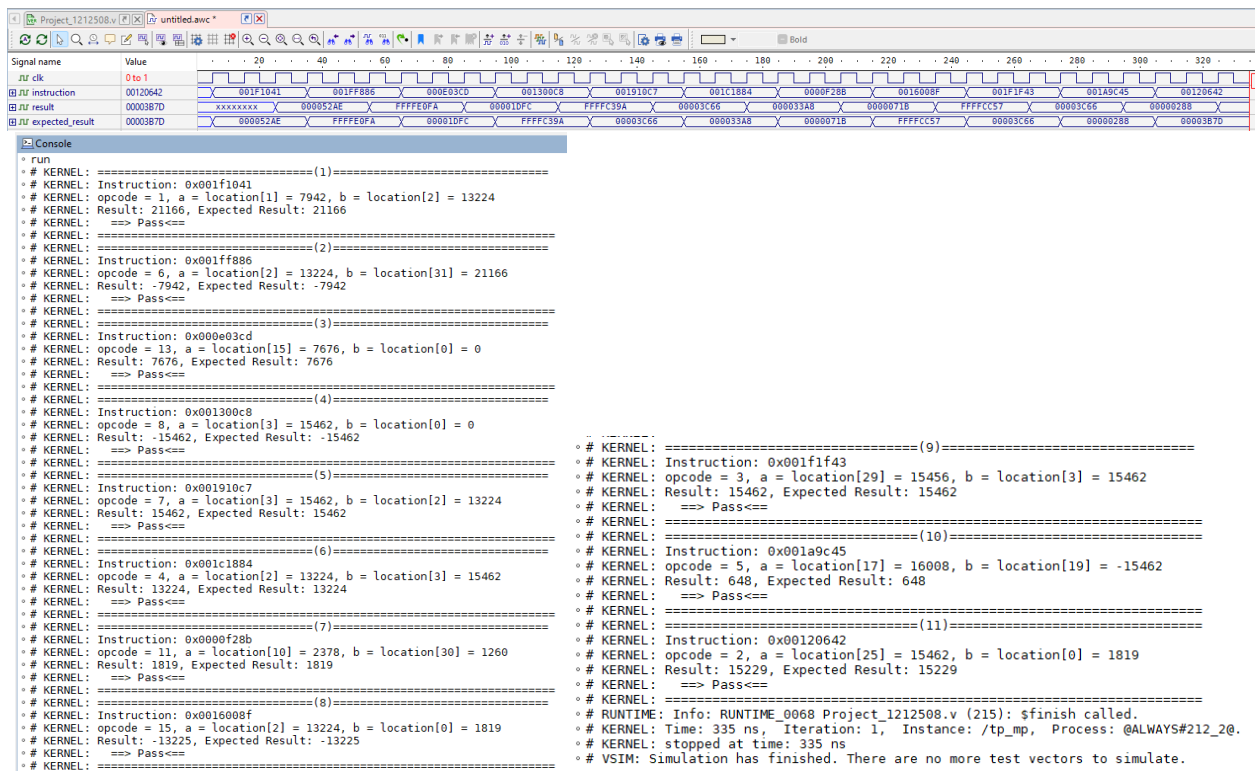 Project_1212508.v untitled.awc *
Bold
Signal name Value 20 40 60 80 100 120 140 160 180 200 220 240 260 280 300 320
clk 0 to 1
instruction 00120642 001F1041 001FF886 000E03CD 001300C8 001910C7 001C1884 0000F28B 0016008F 001F1F43 001A9C45 00120642
result 00003B7D xxxxxxxx 000052AE FFFFE0FA 00001DFC FFFFC39A 00003C66 000033A8 0000071B FFFFCC57 00003C66 00000288
expected_result 00003B7D 000052AE FFFFE0FA 00001DFC FFFFC39A 00003C66 000033A8 0000071B FFFFCC57 00003C66 00000288 00003B7D
Console
run
# KERNEL: ===============================(1)===============================
# KERNEL: Instruction: 0x001f1041
# KERNEL: opcode = 1, a = location[1] = 7942, b = location[2] = 13224
# KERNEL: Result: 21166, Expected Result: 21166
# KERNEL: ==> Pass<==
# KERNEL: ==========================================================
# KERNEL: ===============================(2)===============================
# KERNEL: Instruction: 0x001ff886
# KERNEL: opcode = 6, a = location[2] = 13224, b = location[31] = 21166
# KERNEL: Result: -7942, Expected Result: -7942
# KERNEL: ==> Pass<==
# KERNEL: ==========================================================
# KERNEL: ===============================(3)===============================
# KERNEL: Instruction: 0x000e03cd
# KERNEL: opcode = 13, a = location[15] = 7676, b = location[0] = 0
# KERNEL: Result: 7676, Expected Result: 7676
# KERNEL: ==> Pass<==
# KERNEL: ==========================================================
# KERNEL: ===============================(4)===============================
# KERNEL: Instruction: 0x001300c8
# KERNEL: opcode = 8, a = location[3] = 15462, b = location[0] = 0
# KERNEL: Result: -15462, Expected Result: -15462
# KERNEL: ==> Pass<==
# KERNEL: ==========================================================
# KERNEL: ===============================(5)===============================
# KERNEL: Instruction: 0x001910c7
# KERNEL: opcode = 7, a = location[3] = 15462, b = location[2] = 13224
# KERNEL: Result: 15462, Expected Result: 15462
# KERNEL: ==> Pass<==
# KERNEL: ==========================================================
# KERNEL: ===============================(6)===============================
# KERNEL: Instruction: 0x001c1884
# KERNEL: opcode = 4, a = location[2] = 13224, b = location[3] = 15462
# KERNEL: Result: 13224, Expected Result: 13224
# KERNEL: ==> Pass<==
# KERNEL: ==========================================================
# KERNEL: ===============================(7)===============================
# KERNEL: Instruction: 0x0000f28b
# KERNEL: opcode = 11, a = location[10] = 2378, b = location[30] = 1260
# KERNEL: Result: 1819, Expected Result: 1819
# KERNEL: ==> Pass<==
# KERNEL: ==========================================================
# KERNEL: ===============================(8)===============================
# KERNEL: Instruction: 0x0016008f
# KERNEL: opcode = 15, a = location[2] = 13224, b = location[0] = 1819
# KERNEL: Result: -13225, Expected Result: -13225
# KERNEL: ==> Pass<==
# KERNEL: ==========================================================
# KERNEL: ================================(9)================================
# KERNEL: Instruction: 0x001f1f43
# KERNEL: opcode = 3, a = location[29] = 15456, b = location[3] = 15462
# KERNEL: Result: 15462, Expected Result: 15462
# KERNEL: ==> Pass<==
# KERNEL: ==========================================================
# KERNEL: ================================(10)================================
# KERNEL: Instruction: 0x001a9c45
# KERNEL: opcode = 5, a = location[17] = 16008, b = location[19] = -15462
# KERNEL: Result: 648, Expected Result: 648
# KERNEL: ==> Pass<==
# KERNEL: ==========================================================
# KERNEL: ================================(11)================================
# KERNEL: Instruction: 0x00120642
# KERNEL: opcode = 2, a = location[25] = 15462, b = location[0] = 1819
# KERNEL: Result: 15229, Expected Result: 15229
# KERNEL: ==> Pass<==
# KERNEL: ==========================================================
# RUNTIME: Info: RUNTIME_0068 Project_1212508.v (215): $finish called.
# KERNEL: Time: 335 ns, Iteration: 1, Instance: /tp_mp, Process: @ALWAYS#212_2@.
# KERNEL: stopped at time: 335 ns
# VSIM: Simulation has finished. There are no more test vectors to simulate.